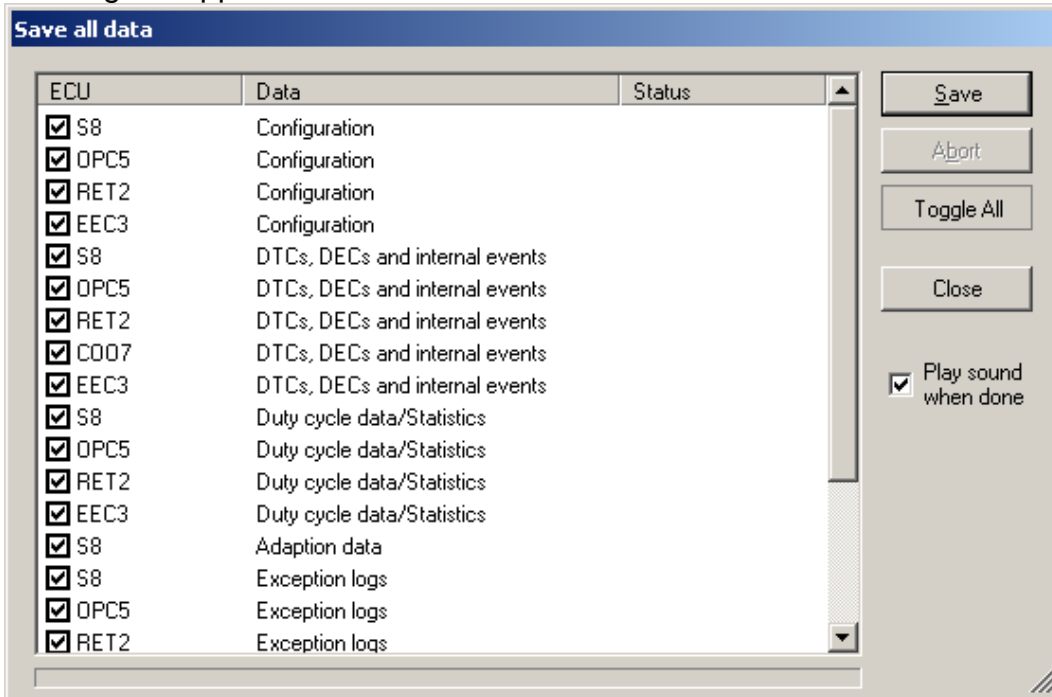 Save all data
ECU Data Status
S8 Configuration
OPC5 Configuration
RET2 Configuration
EEC3 Configuration
S8 DTCs, DECs and internal events
OPC5 DTCs, DECs and internal events
RET2 DTCs, DECs and internal events
COO7 DTCs, DECs and internal events
EEC3 DTCs, DECs and internal events
S8 Duty cycle data/Statistics
OPC5 Duty cycle data/Statistics
RET2 Duty cycle data/Statistics
EEC3 Duty cycle data/Statistics
S8 Adaption data
S8 Exception logs
OPC5 Exception logs
RET2 Exception logs
Save
Abort
Toggle All
Close
Play sound
when done